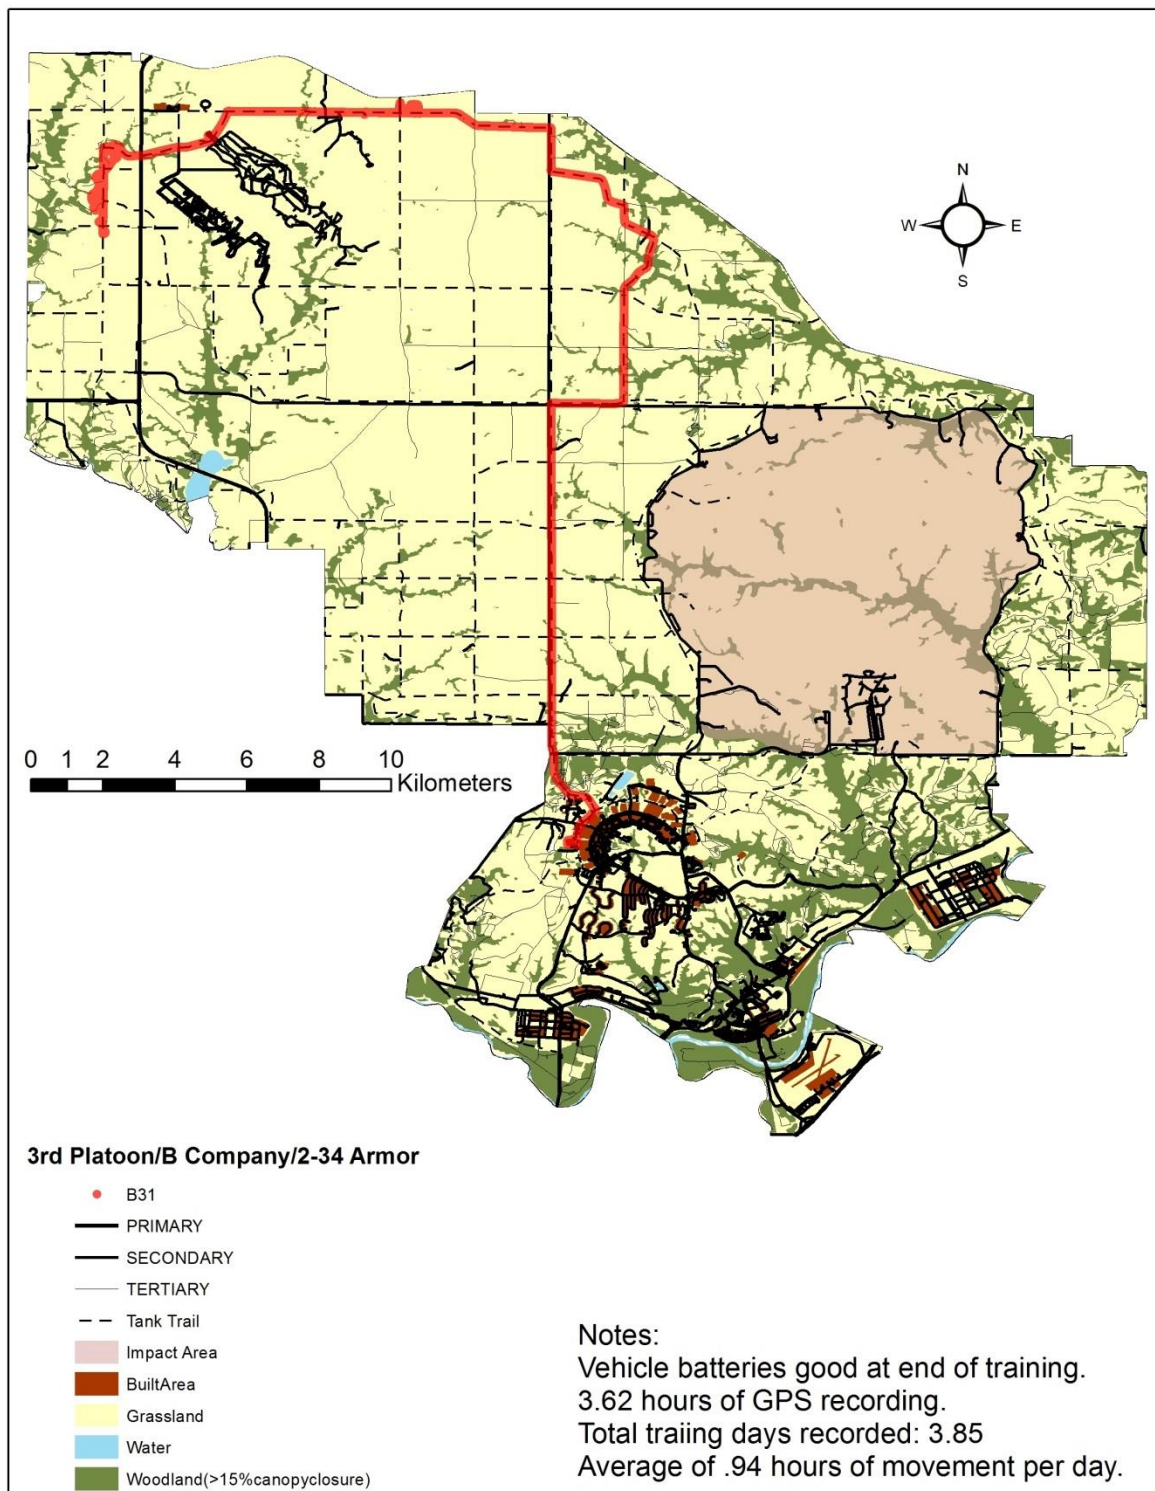 N
W E
S
0 1 2 4 6 8 10
Kilometers
3rd Platoon/B Company/2-34 Armor
B31
PRIMARY
SECONDARY
TERTIARY
Tank Trail
Impact Area
BuiltArea
Grassland
Water
Woodland(>15%canopyclosure)
Notes:
Vehicle batteries good at end of training.
3.62 hours of GPS recording.
Total traiing days recorded: 3.85
Average of .94 hours of movement per day.